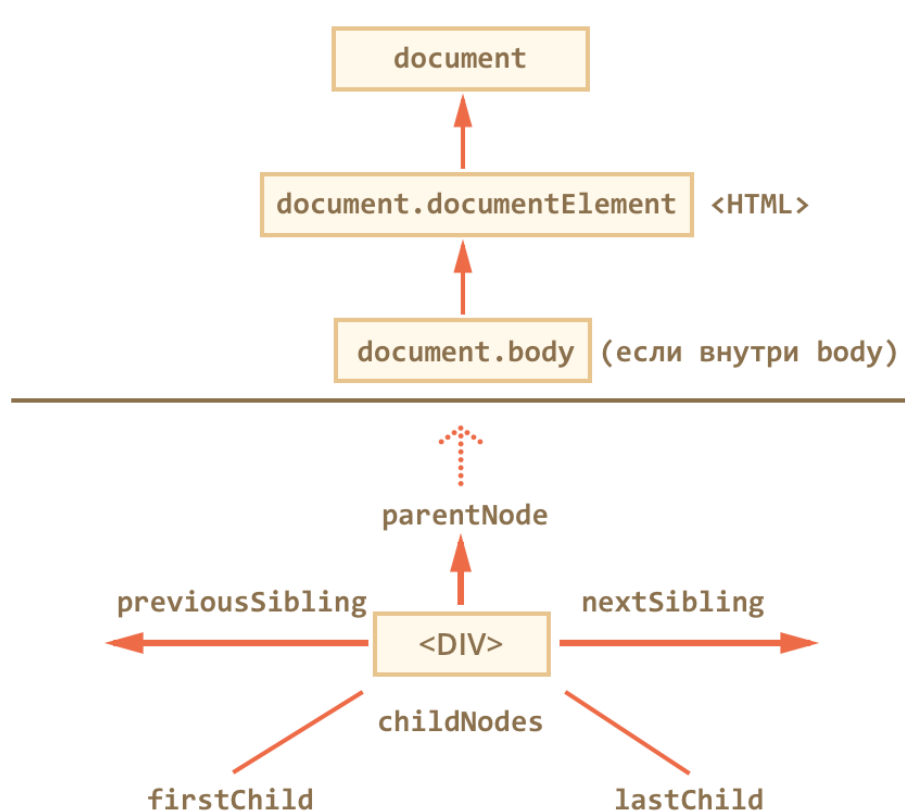 document
document.documentElement <HTML>
document.body (если внутри body)
parentNode
previousSibling nextSibling
<DIV>
childNodes
firstChild lastChild